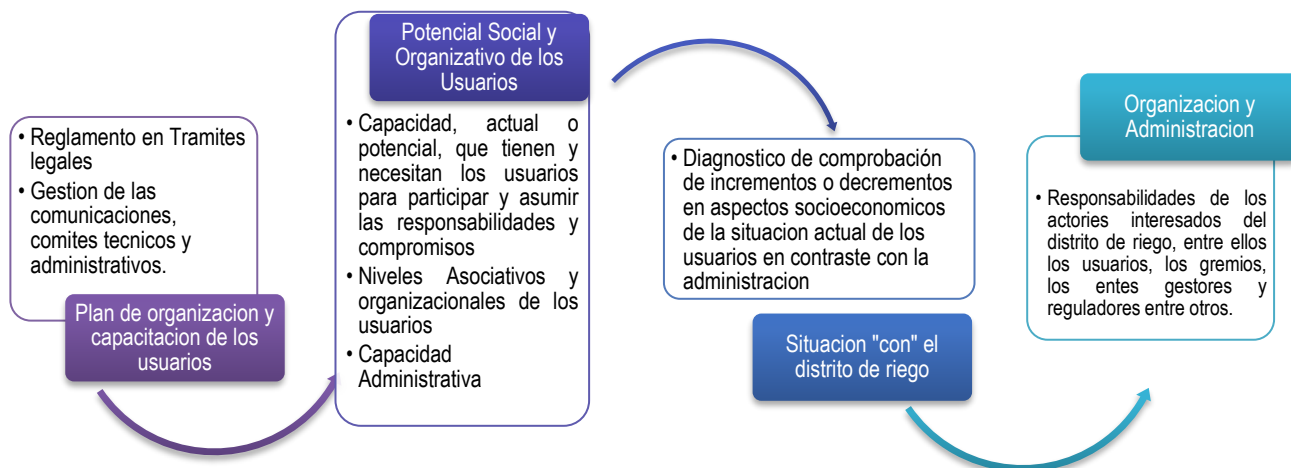 • Reglamento en Tramites
legales
• Gestion de las
comunicaciones,
comites tecnicos y
administrativos.
Plan de organizacion y
capacitacion de los
usuarios
Potencial Social y
Organizativo de los
Usuarios
• Capacidad, actual o
potencial, que tienen y
necesitan los usuarios
para participar y asumir
las responsabilidades y
compromisos
• Niveles Asociativos y
organizacionales de los
usuarios
• Capacidad
Administrativa
• Diagnostico de comprobación
de incrementos o decrementos
en aspectos socioeconomicos
de la situacion actual de los
usuarios en contraste con la
administracion
Situacion "con" el
distrito de riego
Organizacion y
Administracion
• Responsabilidades de los
actories interesados del
distrito de riego, entre ellos
los usuarios, los gremios,
los entes gestores y
reguladores entre otros.